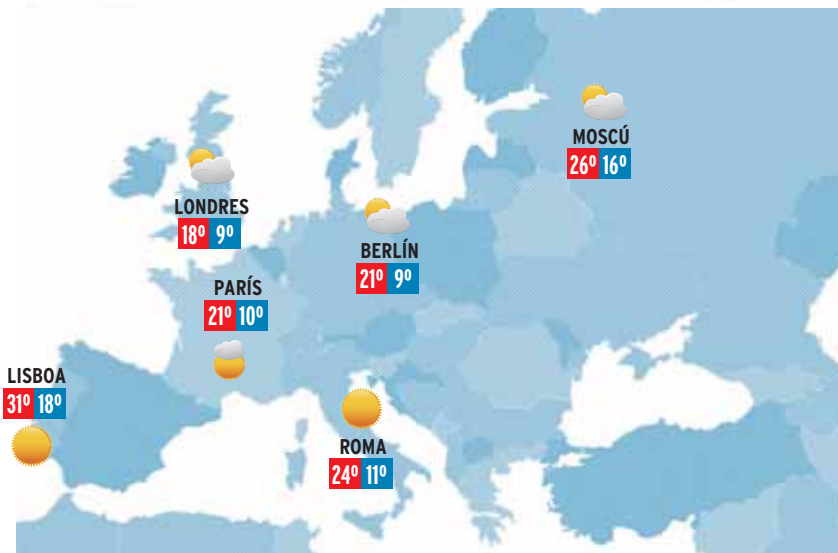 MOSCÚ
26º 16º
LONDRES
18º 9º
BERLÍN
21º 9º
PARÍS
21º 10º
LISBOA
31º 18º
ROMA
24º 11º